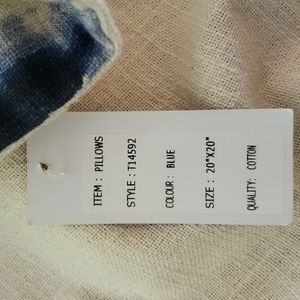 ITEM : PILLOWS
STYLE : T14592
COLOUR : BLUE
SIZE : 20"X20"
QUALITY: COTTON